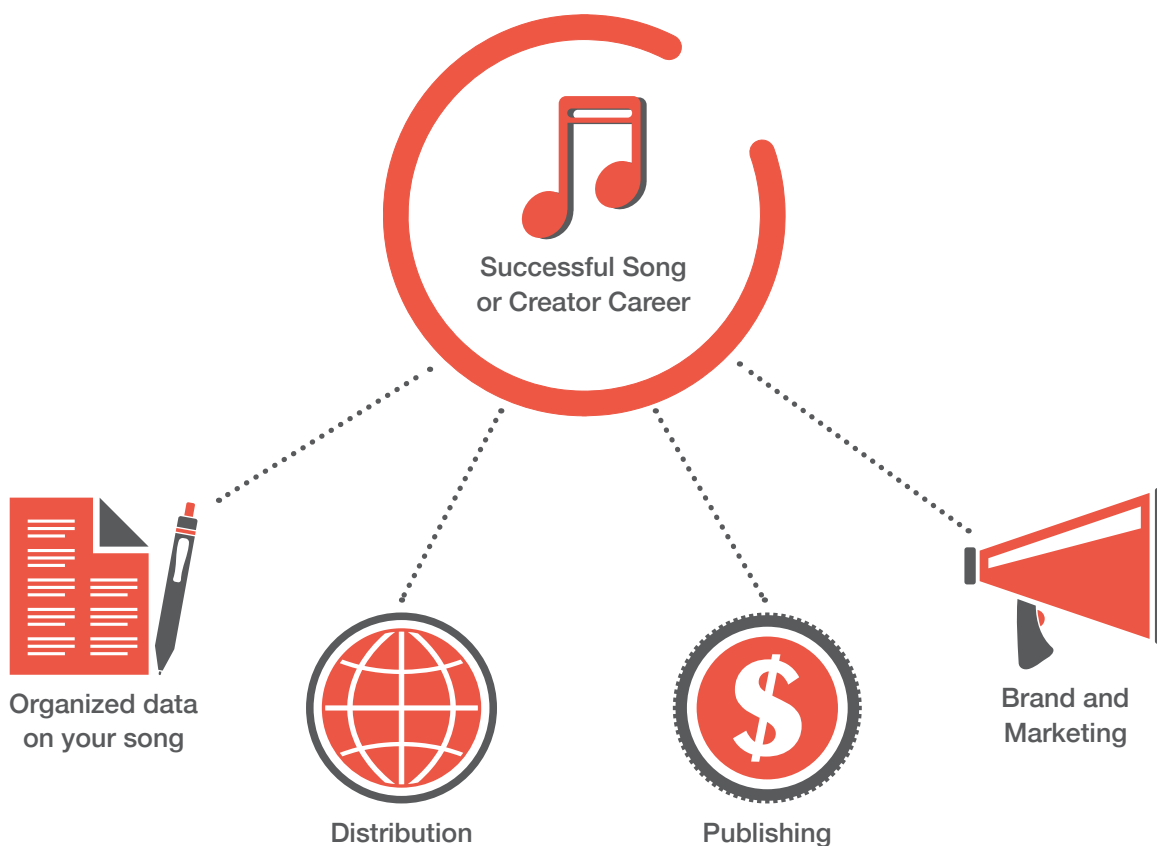 Successful Song
or Creator Career
Organized data
on your song
Distribution
$
Publishing
Brand and
Marketing